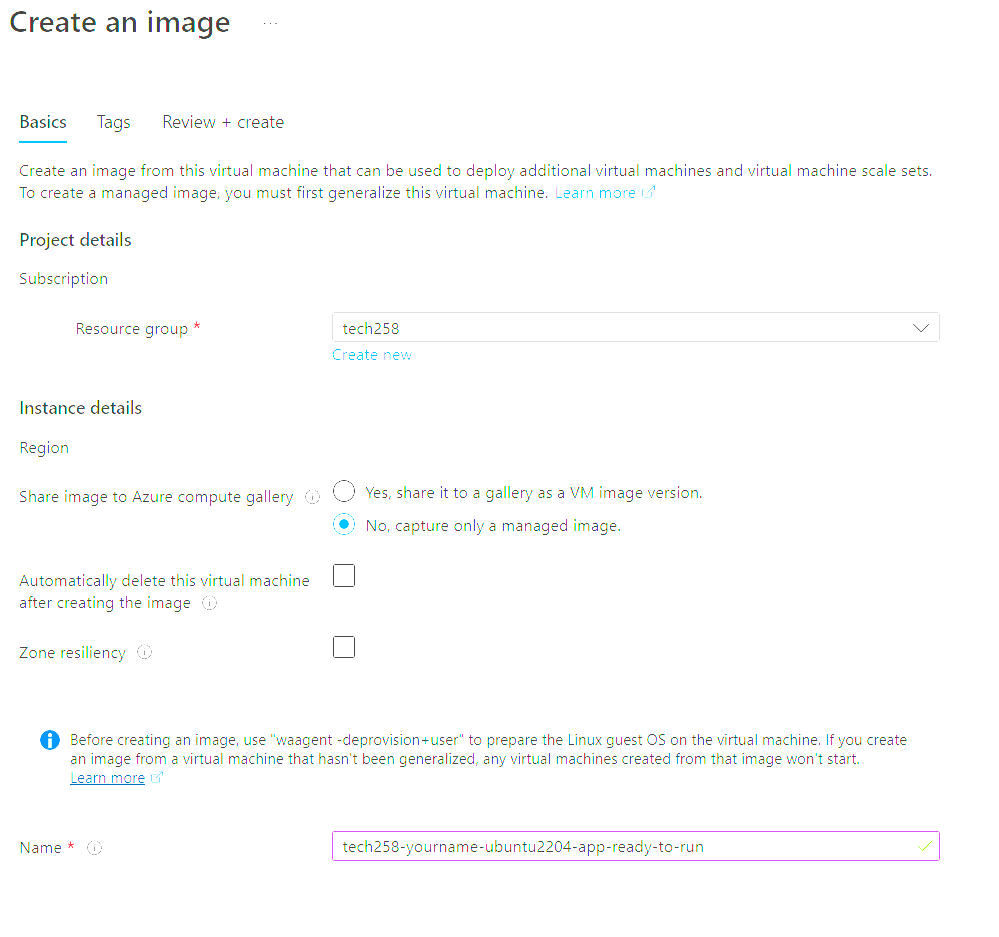 Create an image ...
Basics Tags Review + create
Create an image from this virtual machine that can be used to deploy additional virtual machines and virtual machine scale sets.
To create a managed image, you must first generalize this virtual machine. Learn more
Project details
Subscription
Resource group * tech258
Create new
Instance details
Region
Share image to Azure compute gallery Yes, share it to a gallery as a VM image version.
No, capture only a managed image.
Automatically delete this virtual machine
after creating the image
Zone resiliency
Before creating an image, use "waagent -deprovision+user" to prepare the Linux guest OS on the virtual machine. If you create
an image from a virtual machine that hasn't been generalized, any virtual machines created from that image won't start.
Learn more
Name * tech258-yourname-ubuntu2204-app-ready-to-run